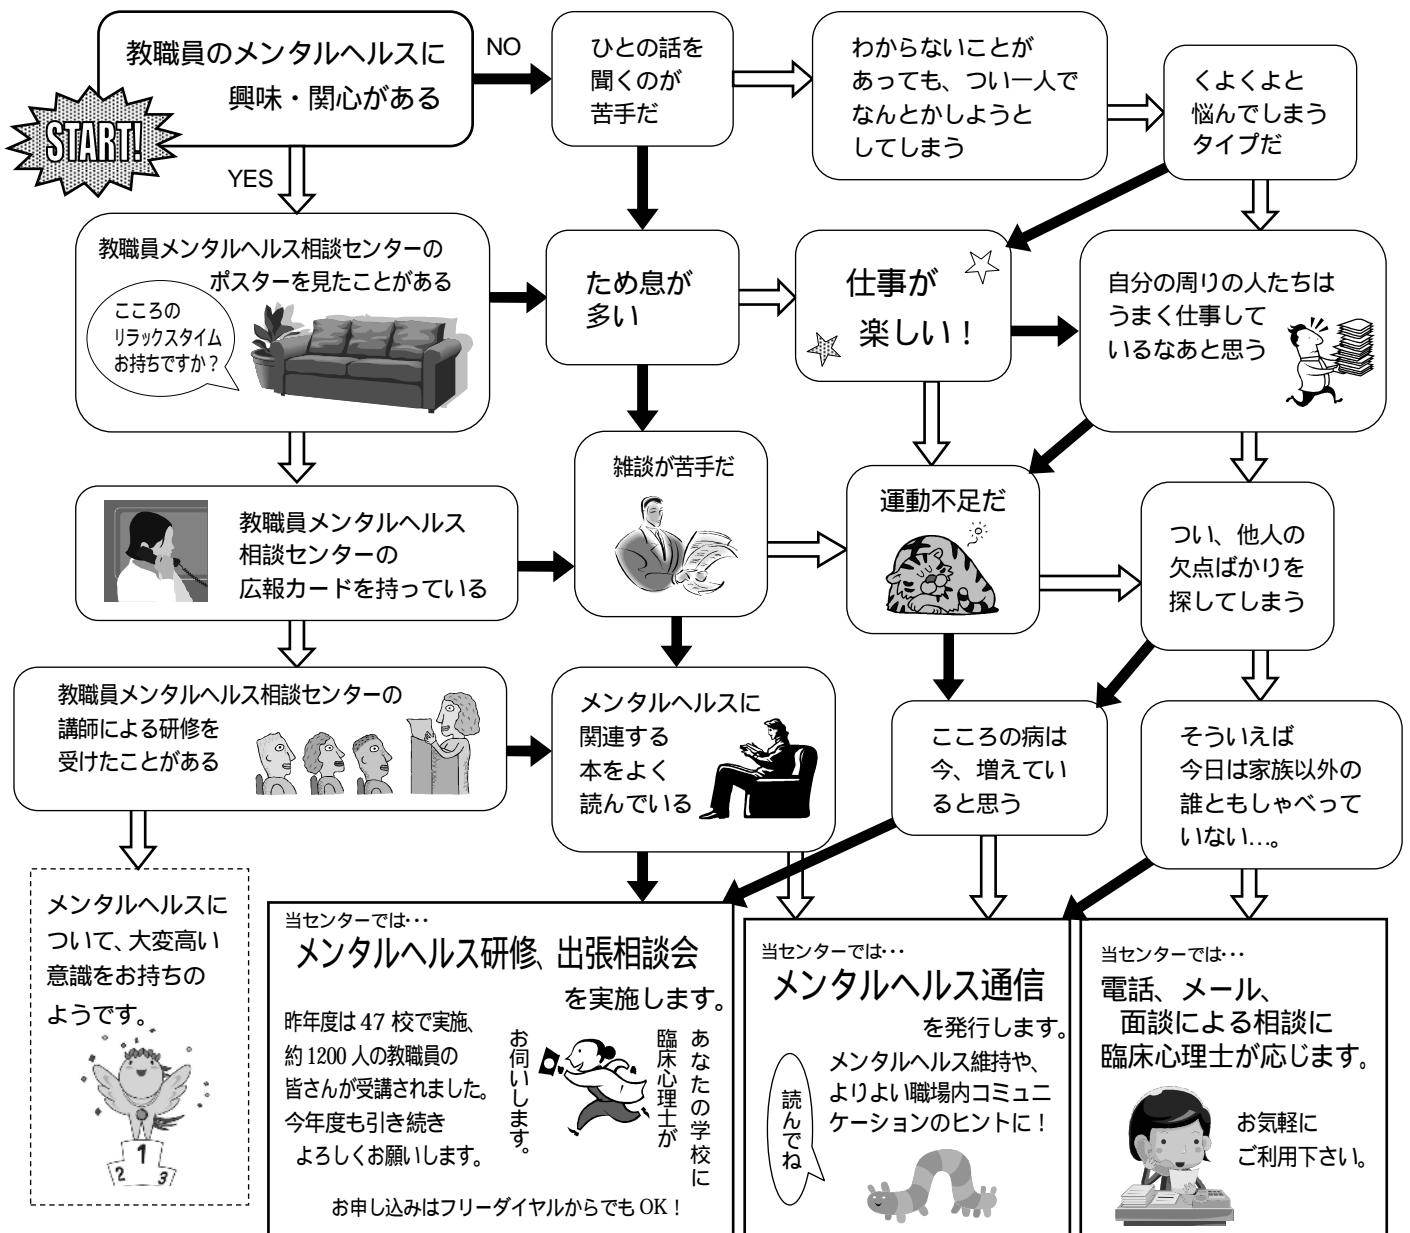 教職員のメンタルヘルスに
興味・関心がある
START!
NO
YES
ひとの話を
聞くのが
苦手だ
わからないことが
あっても、つい一人で
なんとかしようと
してしまう
くよくよと
悩んでしまう
タイプだ
教職員メンタルヘルス相談センターの
ポスターを見たことがある
こころの
リラックスタイム
お持ちですか？
ため息が
多い
仕事が
楽しい！
自分の周りの人たちは
うまく仕事して
いるなあと思う
教職員メンタルヘルス
相談センターの
広報カードを持っている
雑談が苦手だ
運動不足だ
つい、他人の
欠点ばかりを
探してしまう
教職員メンタルヘルス相談センターの
講師による研修を
受けたことがある
メンタルヘルスに
関連する
本をよく
読んでいる
こころの病は
今、増えてい
ると思う
そういえば
今日は家族以外の
誰ともしゃべって
いない…。
メンタルヘルスに
ついて、大変高い
意識をお持ちの
ようです。
1
2
3
当センターでは…
メンタルヘルス研修、出張相談会
を実施します。
昨年度は 47 校で実施、
約 1200 人の教職員の
皆さんが受講されました。
今年度も引き続き
よろしくお願いします。
あなたの学校に
臨床心理士が
お伺いします。
お申し込みはフリーダイヤルからでも OK！
当センターでは…
メンタルヘルス通信
を発行します。
メンタルヘルス維持や、
よりよい職場内コミュニ
ケーションのヒントに！
読んでね
当センターでは…
電話、メール、
面談による相談に
臨床心理士が応じます。
お気軽に
ご利用下さい。